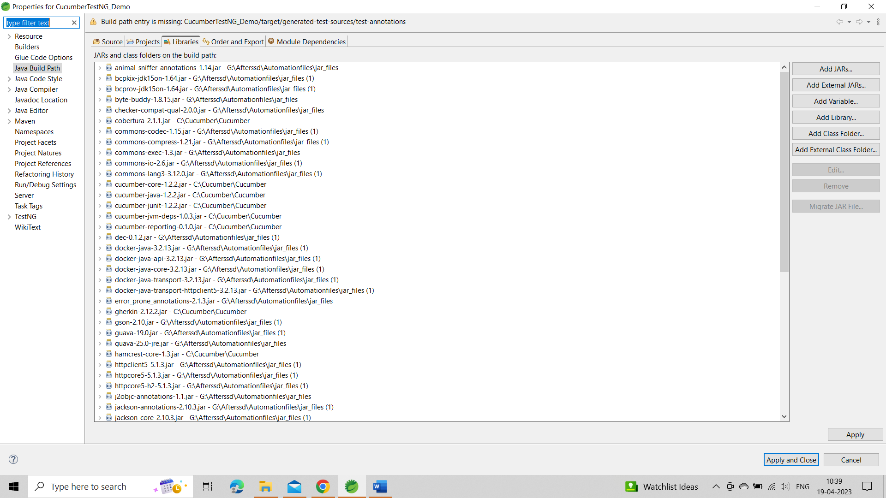 Properties for CucumberTestNG_Demo
type filter text
Build path entry is missing: CucumberTestNG_Demo/target/generated-test-sources/test-annotations
Resource
Builders
Glue Code Options
Java Build Path
Java Code Style
Java Compiler
Javadoc Location
Java Editor
Maven
Namespaces
Project Facets
Project Natures
Project References
Refactoring History
Run/Debug Settings
Server
Task Tags
TestNG
WikiText
Source Projects Libraries Order and Export Module Dependencies
JARs and class folders on the build path:
animal-sniffer-annotations-1.14.jar - G:\Afterssd\Automationfiles\jar_files
bcpkix-jdk15on-1.64.jar - G:\Afterssd\Automationfiles\jar_files (1)
bcprov-jdk15on-1.64.jar - G:\Afterssd\Automationfiles\jar_files (1)
byte-buddy-1.8.15.jar - G:\Afterssd\Automationfiles\jar_files
checker-compat-qual-2.0.0.jar - G:\Afterssd\Automationfiles\jar_files
cobertura-2.1.1.jar - C:\Cucumber\Cucumber
commons-codec-1.15.jar - G:\Afterssd\Automationfiles\jar_files (1)
commons-compress-1.21.jar - G:\Afterssd\Automationfiles\jar_files (1)
commons-exec-1.3.jar - G:\Afterssd\Automationfiles\jar_files
commons-io-2.6.jar - G:\Afterssd\Automationfiles\jar_files (1)
commons-lang3-3.12.0.jar - G:\Afterssd\Automationfiles\jar_files (1)
cucumber-core-1.2.2.jar - C:\Cucumber\Cucumber
cucumber-java-1.2.2.jar - C:\Cucumber\Cucumber
cucumber-junit-1.2.2.jar - C:\Cucumber\Cucumber
cucumber-jvm-deps-1.0.3.jar - C:\Cucumber\Cucumber
cucumber-reporting-0.1.0.jar - C:\Cucumber\Cucumber
dec-0.1.2.jar - G:\Afterssd\Automationfiles\jar_files (1)
docker-java-3.2.13.jar - G:\Afterssd\Automationfiles\jar_files (1)
docker-java-api-3.2.13.jar - G:\Afterssd\Automationfiles\jar_files (1)
docker-java-core-3.2.13.jar - G:\Afterssd\Automationfiles\jar_files (1)
docker-java-transport-3.2.13.jar - G:\Afterssd\Automationfiles\jar_files (1)
docker-java-transport-httpclient5-3.2.13.jar - G:\Afterssd\Automationfiles\jar_files (1)
error_prone_annotations-2.1.3.jar - G:\Afterssd\Automationfiles\jar_files
gherkin-2.12.2.jar - C:\Cucumber\Cucumber
gson-2.10.jar - G:\Afterssd\Automationfiles\jar_files (1)
guava-19.0.jar - G:\Afterssd\Automationfiles\jar_files (1)
guava-25.0-jre.jar - G:\Afterssd\Automationfiles\jar_files
hamcrest-core-1.3.jar - C:\Cucumber\Cucumber
httpclient5-5.1.3.jar - G:\Afterssd\Automationfiles\jar_files (1)
httpcore5-5.1.3.jar - G:\Afterssd\Automationfiles\jar_files (1)
httpcore5-h2-5.1.3.jar - G:\Afterssd\Automationfiles\jar_files (1)
j2objc-annotations-1.1.jar - G:\Afterssd\Automationfiles\jar_files
jackson-annotations-2.10.3.jar - G:\Afterssd\Automationfiles\jar_files (1)
jackson-core-2.10.3.jar - G:\Afterssd\Automationfiles\jar_files (1)
Add JARs...
Add External JARs...
Add Variable...
Add Library...
Add Class Folder...
Add External Class Folder...
Edit...
Remove
Migrate JAR File...
Apply
Apply and Close Cancel
Type here to search
Watchlist Ideas
ENG
10:39
19-04-2023